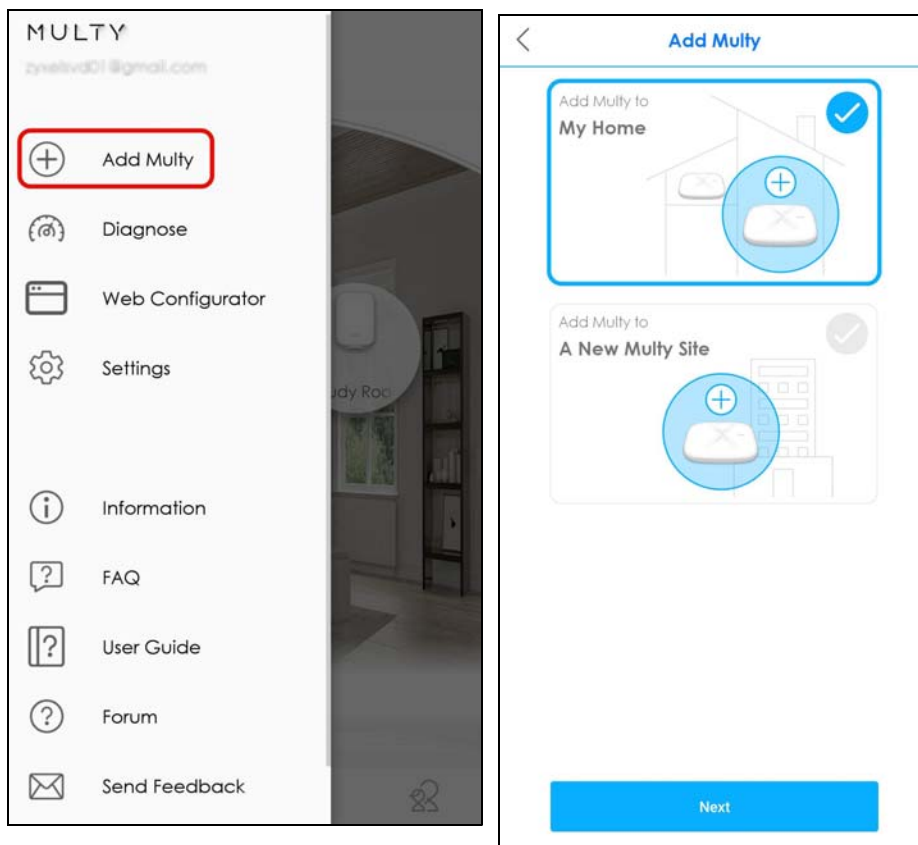 MULTY
Add Multy
Diagnose
Web Configurator
Settings
Information
FAQ
User Guide
Forum
Send Feedback
Add Multy
Add Multy to
My Home
Add Multy to
A New Multy Site
Next